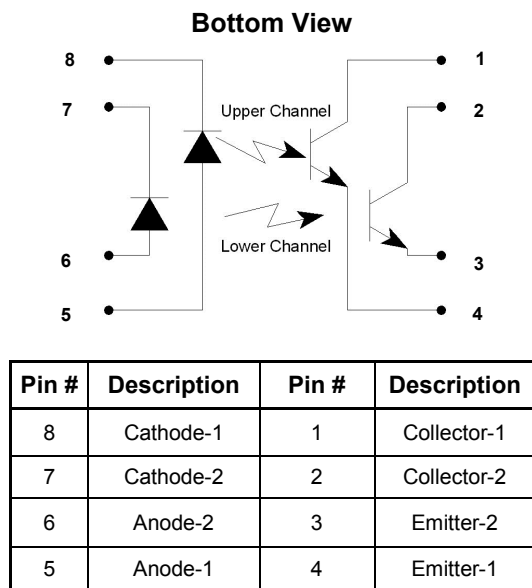 Bottom View
8 1
7 2
Upper Channel
Lower Channel
6 3
5 4
Pin # Description Pin # Description
8 Cathode-1 1 Collector-1
7 Cathode-2 2 Collector-2
6 Anode-2 3 Emitter-2
5 Anode-1 4 Emitter-1